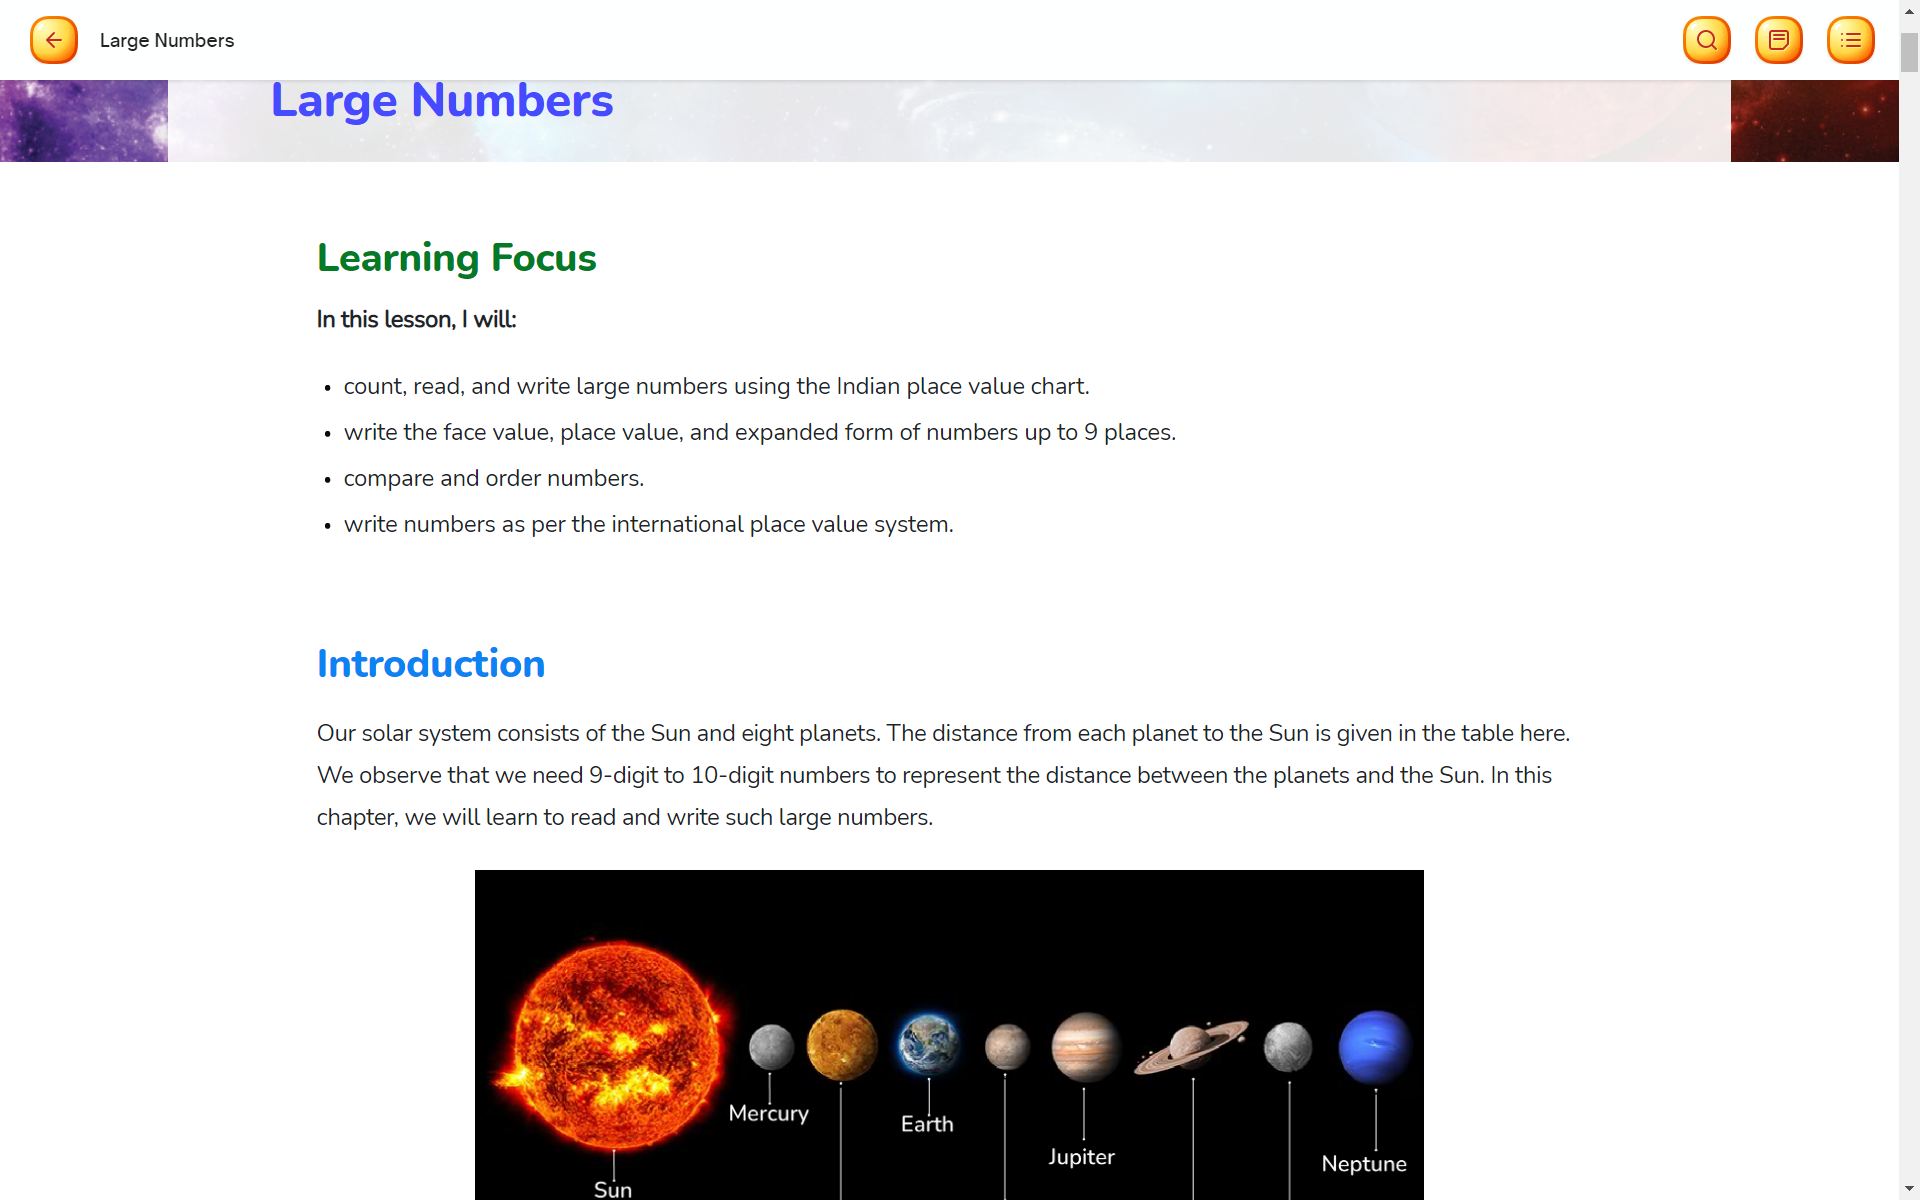 Large Numbers
Large Numbers
Learning Focus
In this lesson, I will:
• count, read, and write large numbers using the Indian place value chart.
• write the face value, place value, and expanded form of numbers up to 9 places.
• compare and order numbers.
• write numbers as per the international place value system.
Introduction
Our solar system consists of the Sun and eight planets. The distance from each planet to the Sun is given in the table here.
We observe that we need 9-digit to 10-digit numbers to represent the distance between the planets and the Sun. In this
chapter, we will learn to read and write such large numbers.
Mercury
Earth
Jupiter
Neptune
Sun